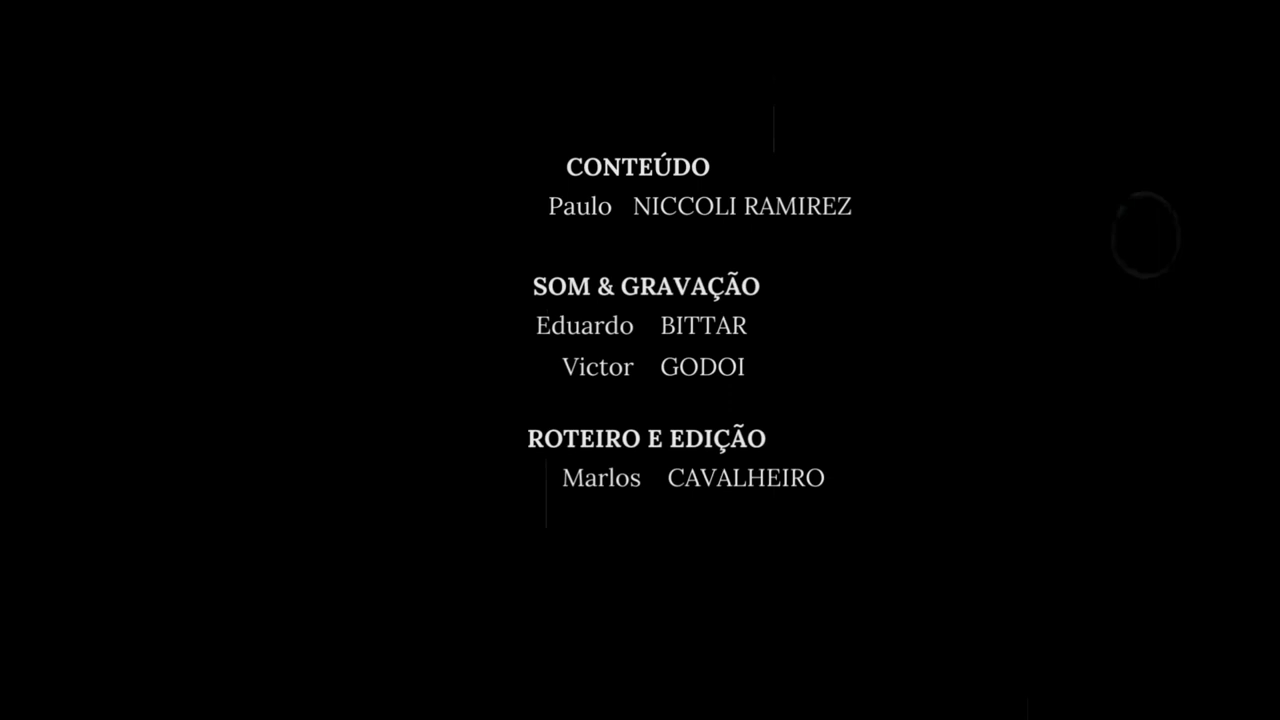 CONTEÚDO
Paulo NICCOLI RAMIREZ
SOM & GRAVAÇÃO
Eduardo BITTAR
Victor GODOI
ROTEIRO E EDIÇÃO
Marlos CAVALHEIRO